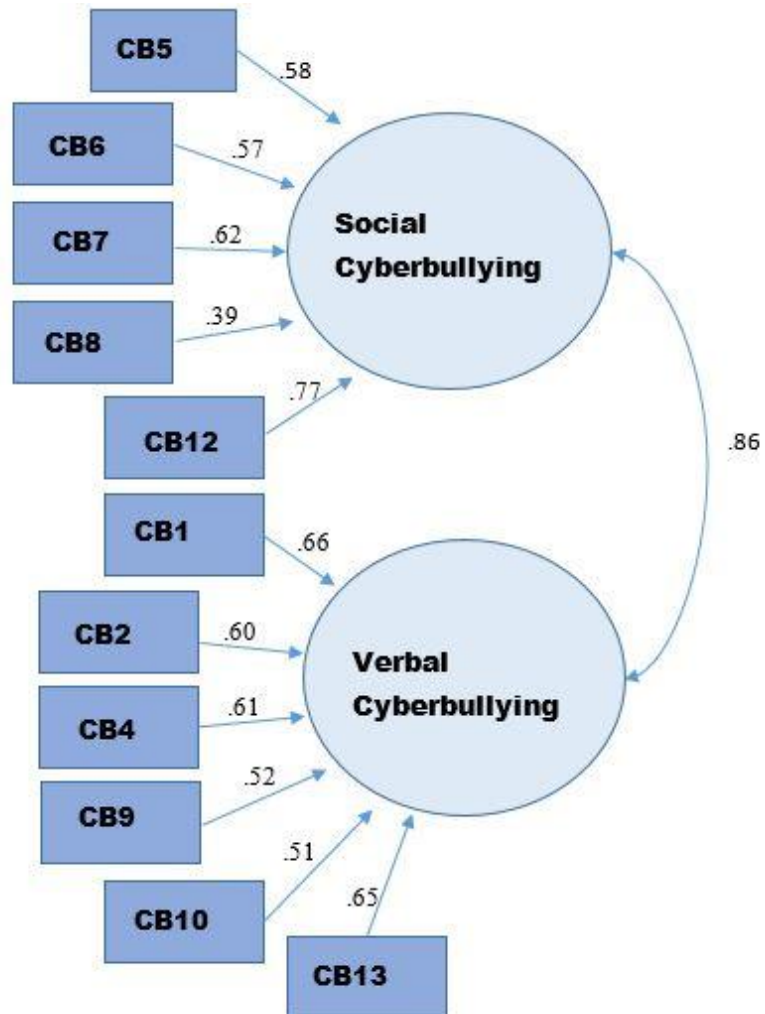 CB5
.58
CB6
.57
CB7
.62
Social
Cyberbullying
CB8
.39
CB12
.77
.86
CB1
.66
CB2
.60
Verbal
Cyberbullying
CB4
.61
CB9
.52
CB10
.51
CB13
.65